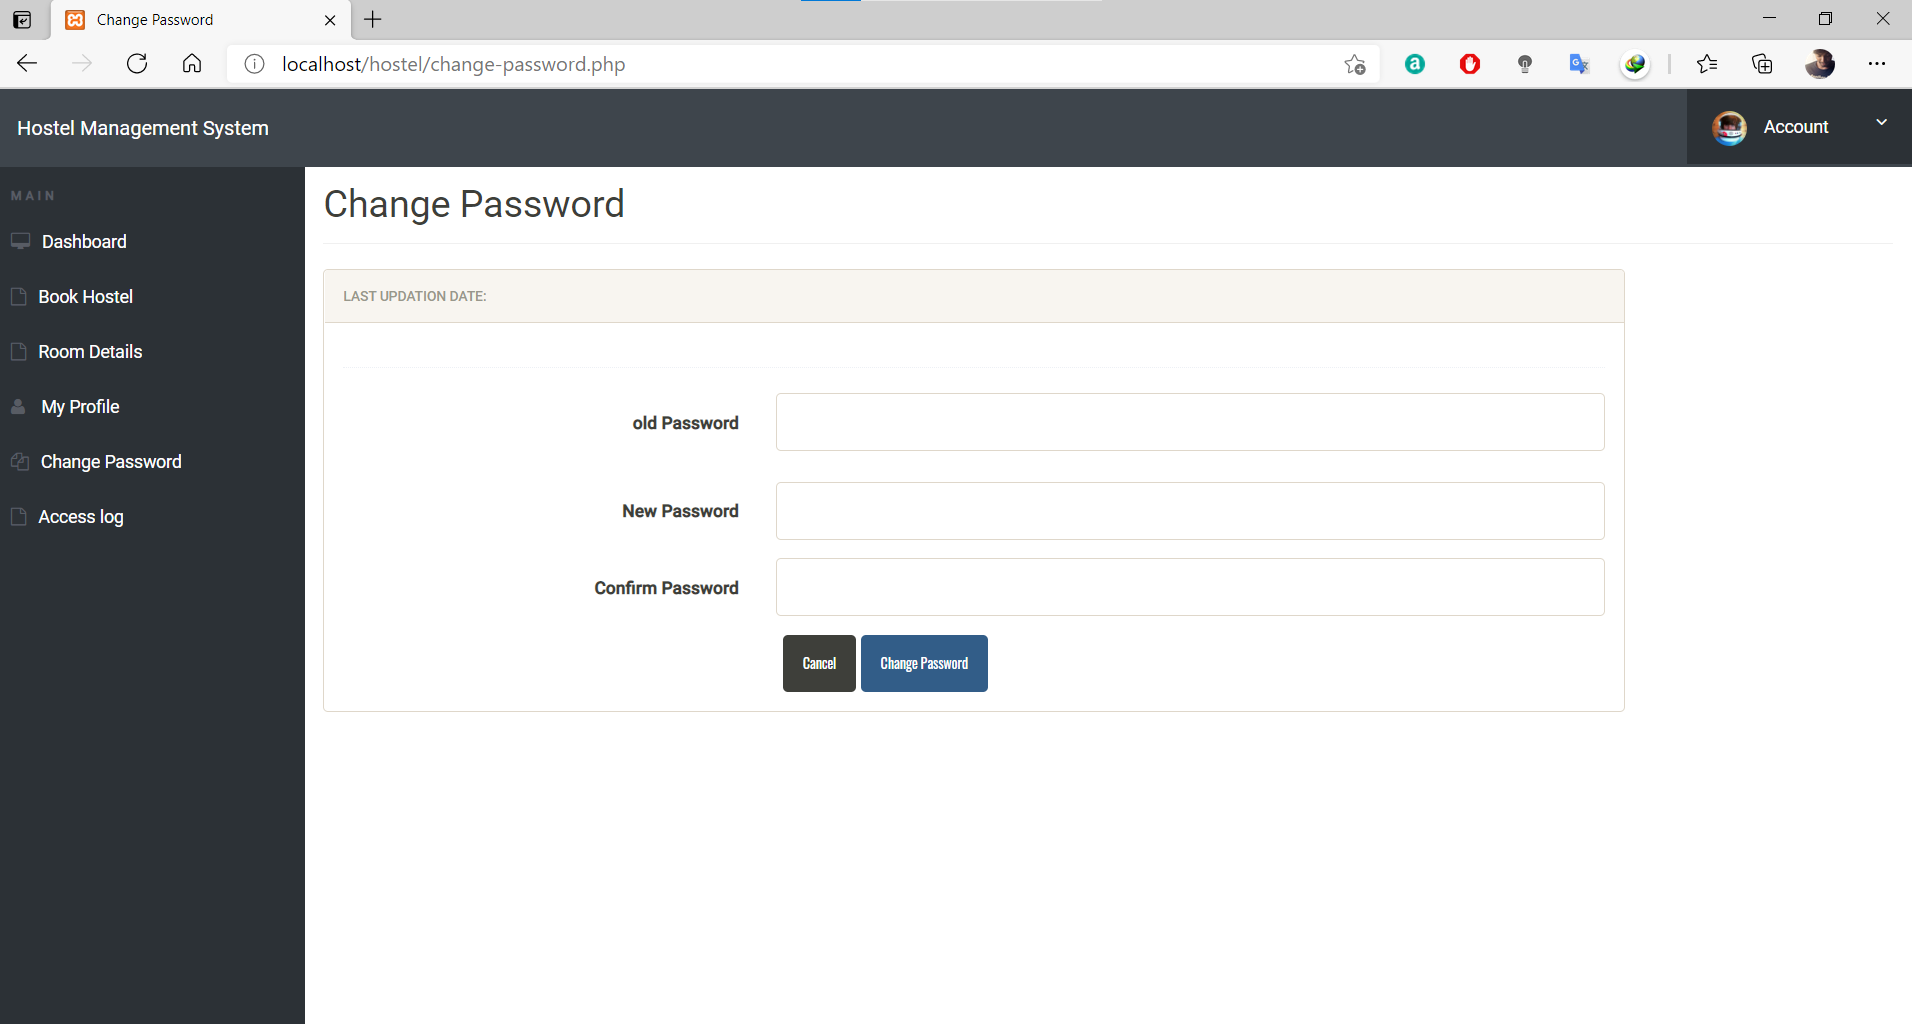 Change Password
localhost/hostel/change-password.php
a
Hostel Management System
Account
MAIN
Dashboard
Book Hostel
Room Details
My Profile
Change Password
Access log
Change Password
LAST UPDATION DATE:
old Password
New Password
Confirm Password
Cancel
Change Password